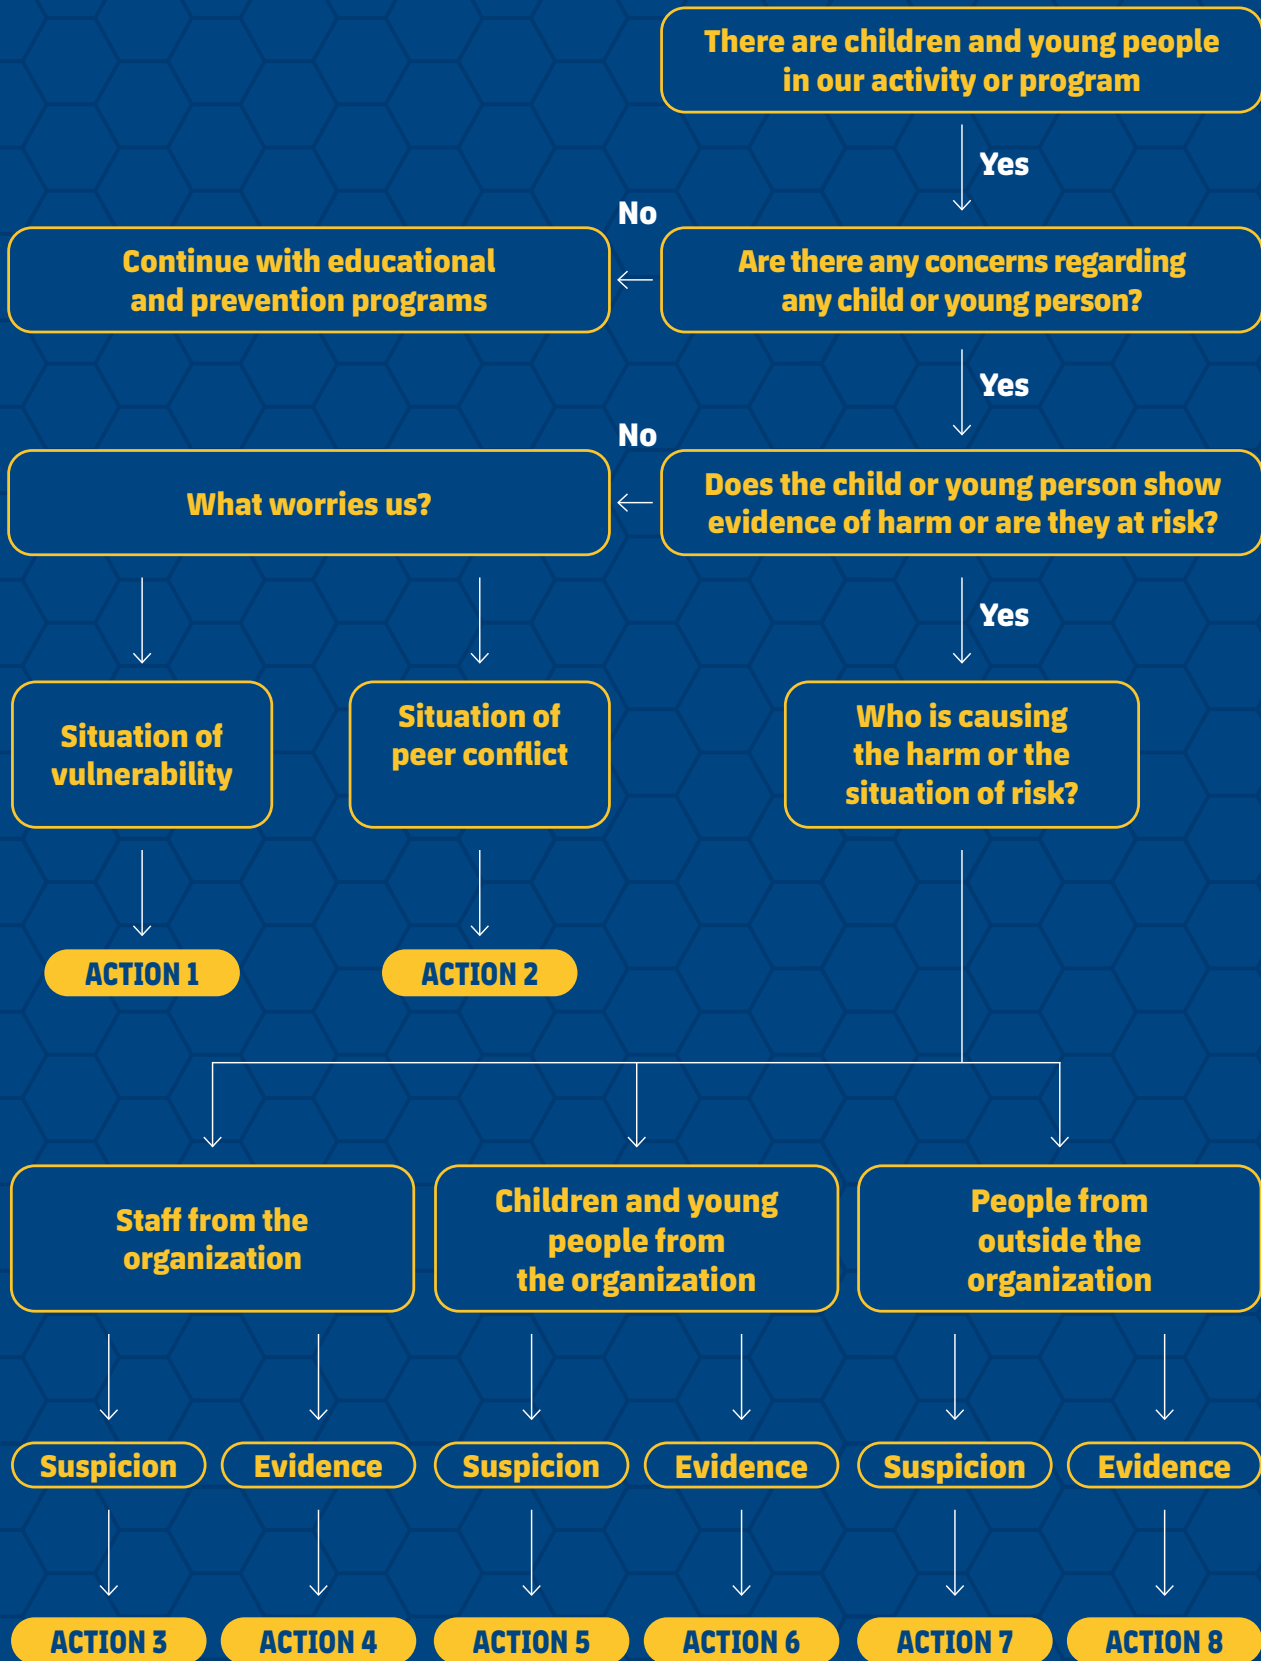 There are children and young people
in our activity or program
Yes
No
Continue with educational
and prevention programs
Are there any concerns regarding
any child or young person?
Yes
No
What worries us?
Does the child or young person show
evidence of harm or are they at risk?
Yes
Situation of
vulnerability
Situation of
peer conflict
Who is causing
the harm or the
situation of risk?
ACTION 1
ACTION 2
Staff from the
organization
Children and young
people from
the organization
People from
outside the
organization
Suspicion
Evidence
Suspicion
Evidence
Suspicion
Evidence
ACTION 3
ACTION 4
ACTION 5
ACTION 6
ACTION 7
ACTION 8